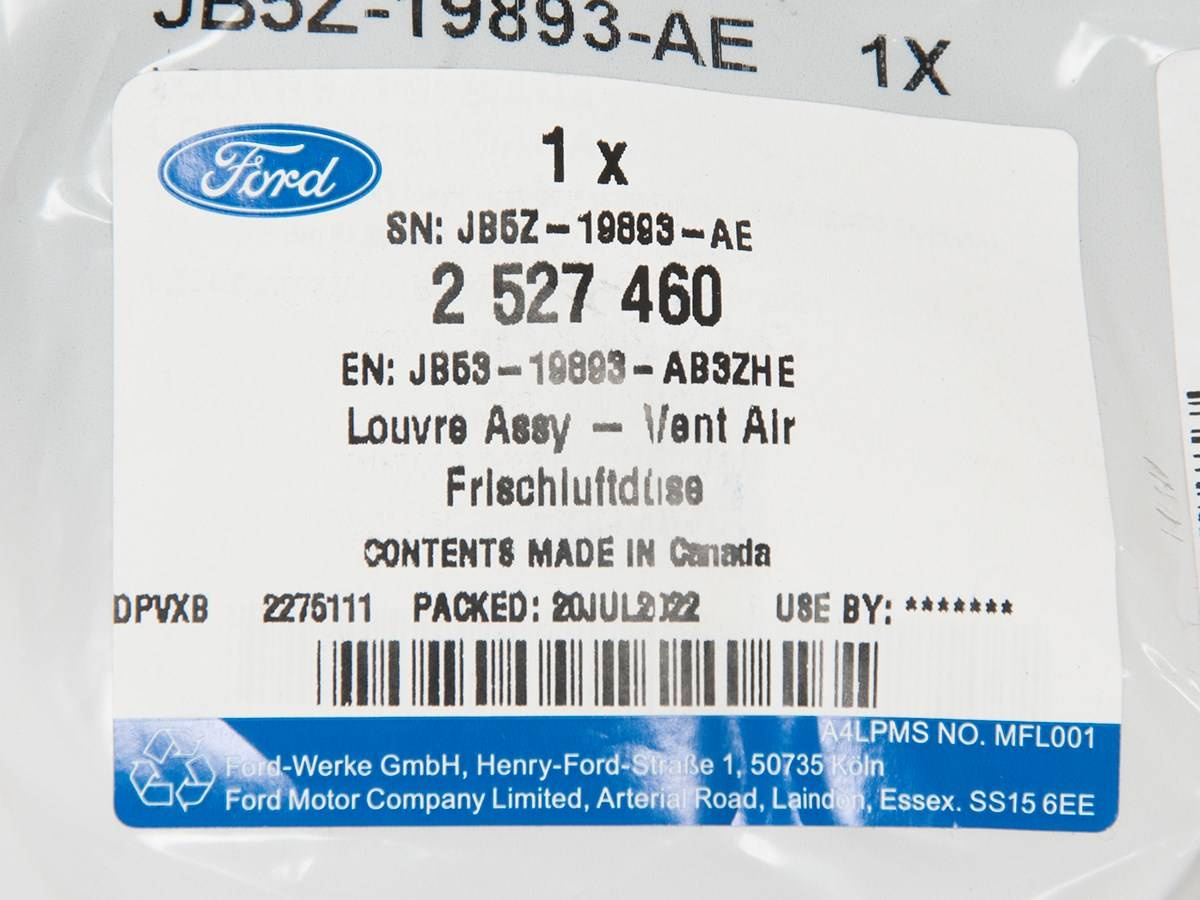 JB5Z-19893-AE 1X
Ford
1 x
SN: JB5Z-19893-AE
2 527 460
EN: JB53-19893-AB3ZHE
Louvre Assy - Vent Air
Frischluftdüse
CONTENTS MADE IN Canada
DPVXB 2275111 PACKED: 20JUL2022 USE BY: *******
A4LPMS NO. MFL001
Ford-Werke GmbH, Henry-Ford-Straße 1, 50735 Köln
Ford Motor Company Limited, Arterial Road, Laindon, Essex. SS15 6EE